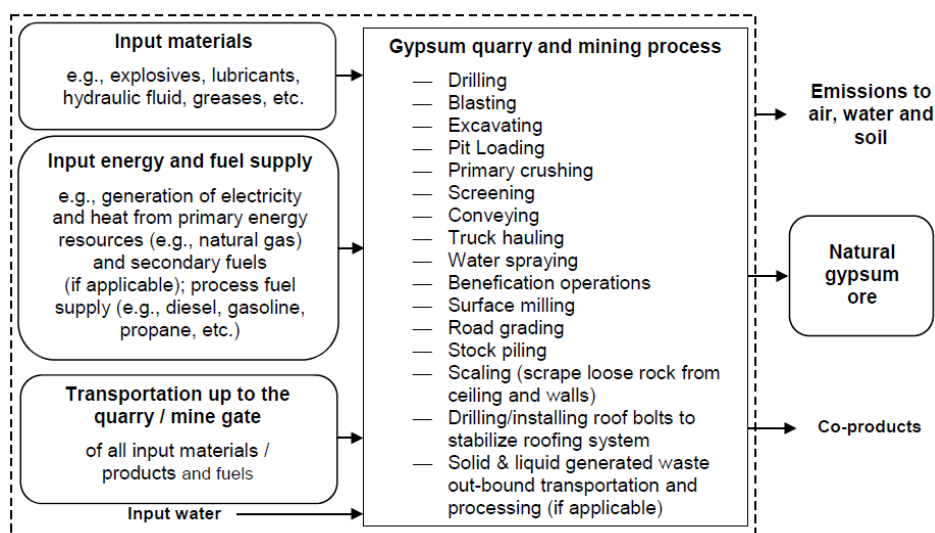 Input materials
e.g., explosives, lubricants,
hydraulic fluid, greases, etc.
Input energy and fuel supply
e.g., generation of electricity
and heat from primary energy
resources (e.g., natural gas)
and secondary fuels
(if applicable); process fuel
supply (e.g., diesel, gasoline,
propane, etc.)
Transportation up to the
quarry / mine gate
of all input materials /
products and fuels
Input water
Gypsum quarry and mining process
— Drilling
— Blasting
— Excavating
— Pit Loading
— Primary crushing
— Screening
— Conveying
— Truck hauling
— Water spraying
— Benefication operations
— Surface milling
— Road grading
— Stock piling
— Scaling (scrape loose rock from
ceiling and walls)
— Drilling/installing roof bolts to
stabilize roofing system
— Solid & liquid generated waste
out-bound transportation and
processing (if applicable)
Emissions to
air, water and
soil
Natural
gypsum
ore
Co-products